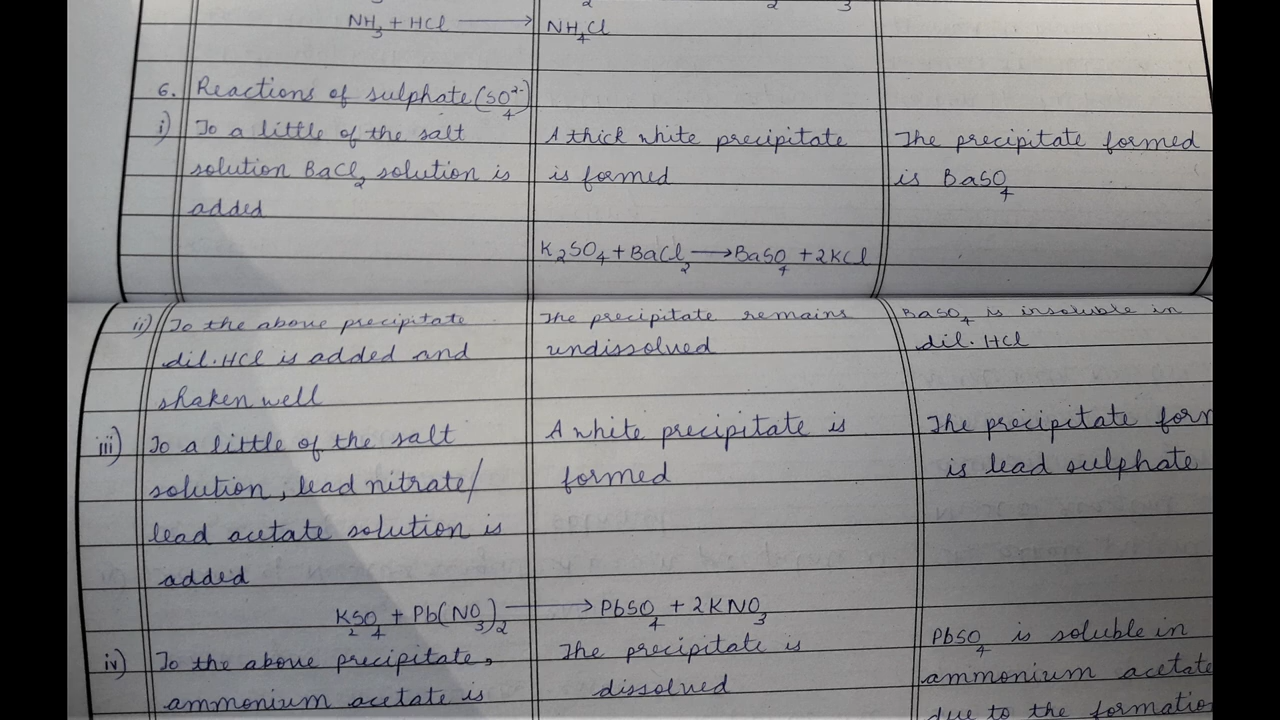 NH₃ + HCl ⟶ NH₄Cl
6. Reactions of sulphate (SO₄²⁻)
i) To a little of the salt
solution BaCl₂ solution is
added
A thick white precipitate
is formed
The precipitate formed
is BaSO₄
K₂SO₄ + BaCl₂ ⟶ BaSO₄ + 2KCl
ii) To the above precipitate
dil. HCl is added and
shaken well
The precipitate remains
undissolved
BaSO₄ is insoluble in
dil. HCl
iii) To a little of the salt
solution, lead nitrate/
lead acetate solution is
added
A white precipitate is
formed
The precipitate form
is lead sulphate
K₂SO₄ + Pb(NO₃)₂ ⟶ PbSO₄ + 2KNO₃
iv) To the above precipitate,
ammonium acetate is
The precipitate is
dissolved
PbSO₄ is soluble in
ammonium acetate
due to the formatio